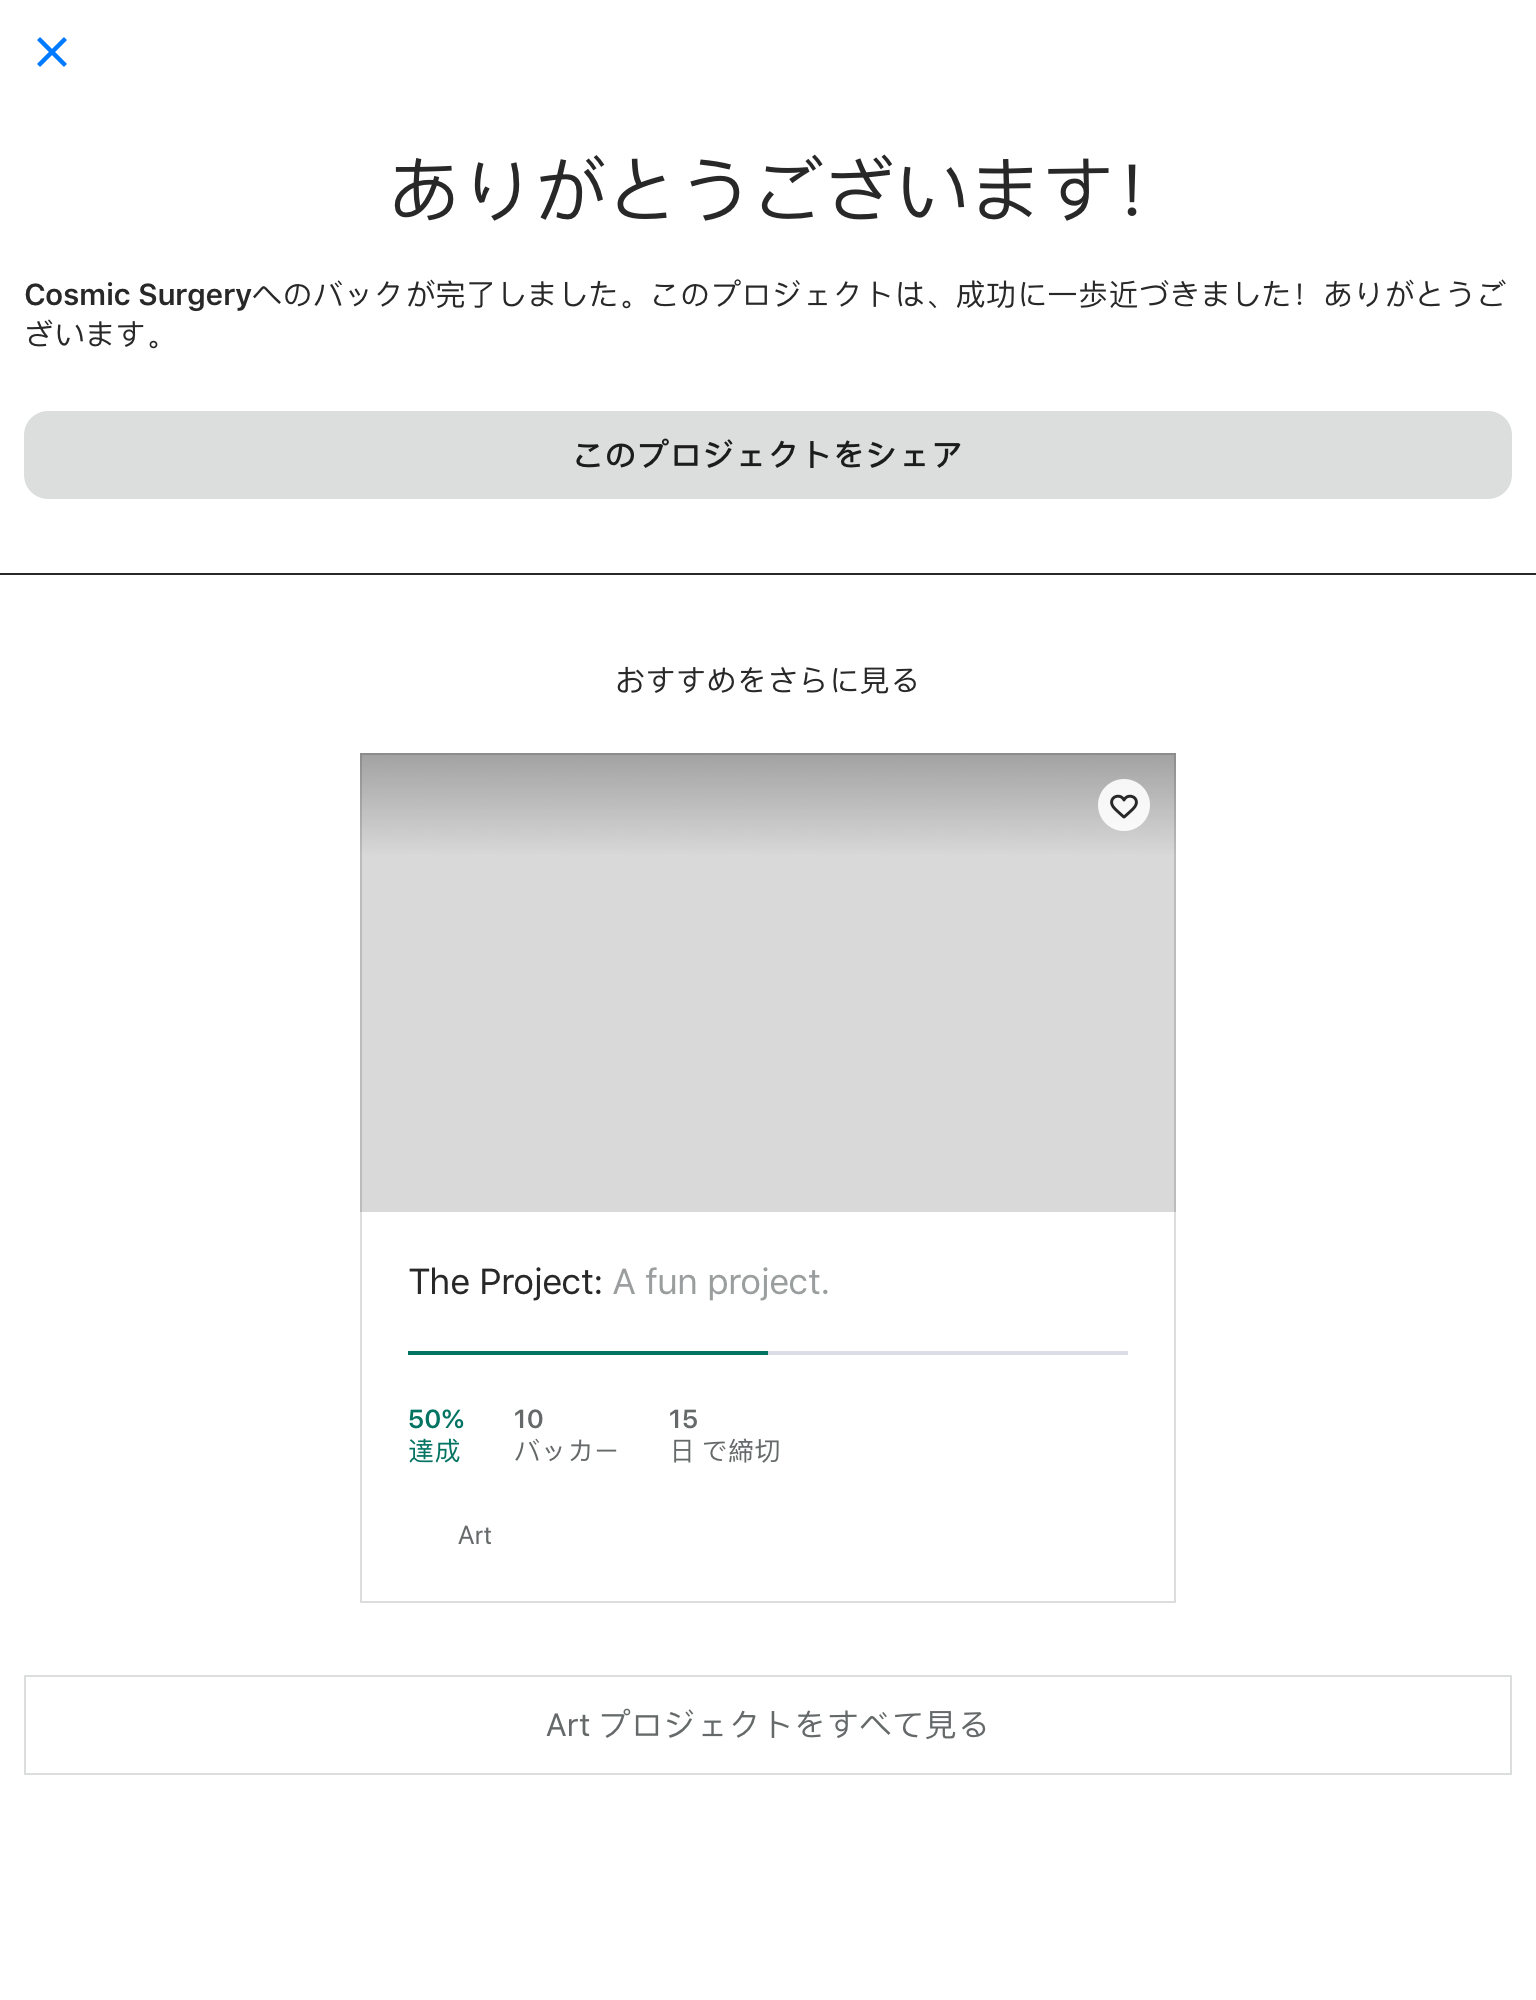 ありがとうございます！
Cosmic Surgeryへのバックが完了しました。このプロジェクトは、成功に一歩近づきました！ ありがとうご
ざいます。
このプロジェクトをシェア
おすすめをさらに見る
The Project: A fun project.
50%
達成
10
バッカー
15
日 で締切
Art
Art プロジェクトをすべて見る